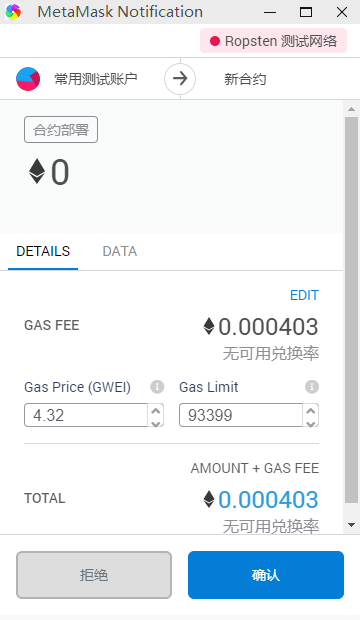 MetaMask Notification
Ropsten 测试网络
常用测试账户
新合约
合约部署
0
DETAILS
DATA
EDIT
GAS FEE
0.000403
无可用兑换率
Gas Price (GWEI)
Gas Limit
4.32
93399
AMOUNT + GAS FEE
TOTAL
0.000403
无可用兑换率
拒绝
确认